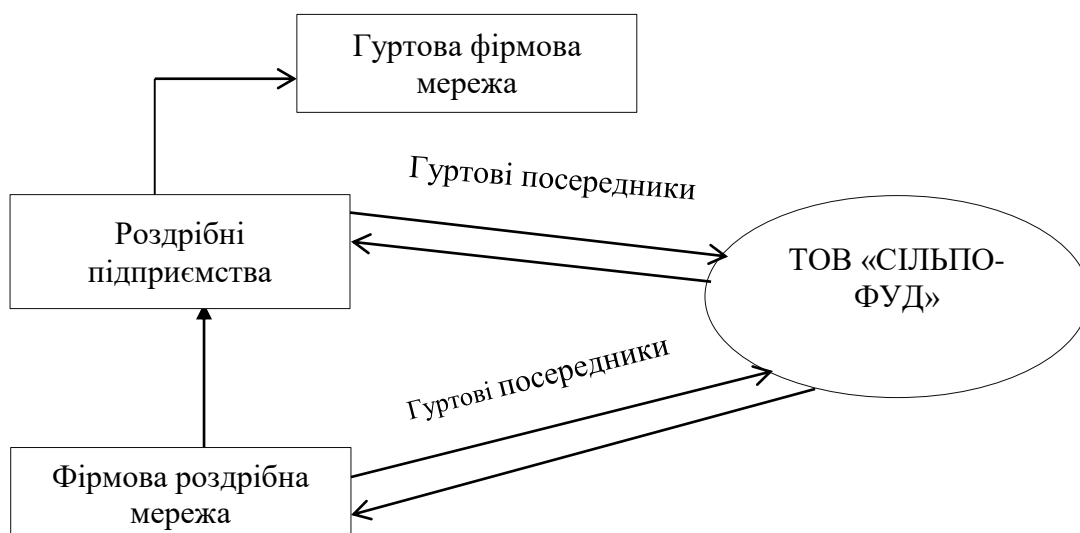 Гуртова фірмова
мережа
Гуртові посередники
Роздрібні
підприємства
ТОВ «СІЛЬПО-
ФУД»
Гуртові посередники
Фірмова роздрібна
мережа